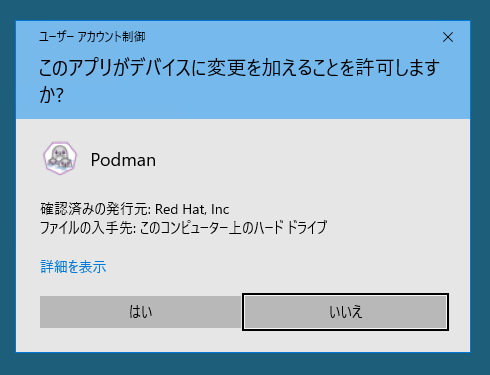 ユーザー アカウント制御
このアプリがデバイスに変更を加えることを許可します
か?
Podman
確認済みの発行元: Red Hat, Inc
ファイルの入手先: このコンピューター上のハード ドライブ
詳細を表示
はい
いいえ